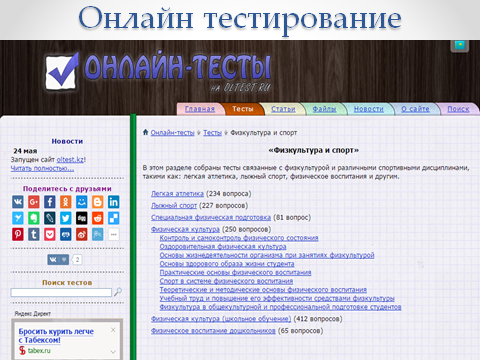 Онлайн тестирование
ОНЛАЙН-ТЕСТЫ
НА OLTEST.RU
Главная
Тесты
Статьи
Файлы
Новости
О сайте
Поиск
Новости
24 мая
Запущен сайт oltest.kz!
Читать полностью...
Поделитесь с друзьями
2
Поиск тестов
Яндекс.Директ
Бросить курить легче
с Табексом!
tabex.ru
Онлайн-тесты Тесты Физкультура и спорт
«Физкультура и спорт»
В этом разделе собраны тесты связанные с физкультурой и различными спортивными дисциплинами,
такими как: легкая атлетика, лыжный спорт, физическое воспитания и другим.
Легкая атлетика (234 вопроса)
Лыжный спорт (227 вопросов)
Специальная физическая подготовка (81 вопрос)
Физическая культура (250 вопросов)
Контроль и самоконтроль физического состояния
Оздоровительная физическая культура
Основы жизнедеятельности организма при занятиях физкультурой
Основы здорового образа жизни студента
Практические основы физического воспитания
Спорт в системе физического воспитания
Теоретические и методические основы физического воспитания
Учебный труд и повышение его эффективности средствами физкультуры
Физкультура в общекультурной и профессиональной подготовке студентов
Физическая культура (школьное обучение) (412 вопросов)
Физическое воспитание дошкольников (65 вопросов)